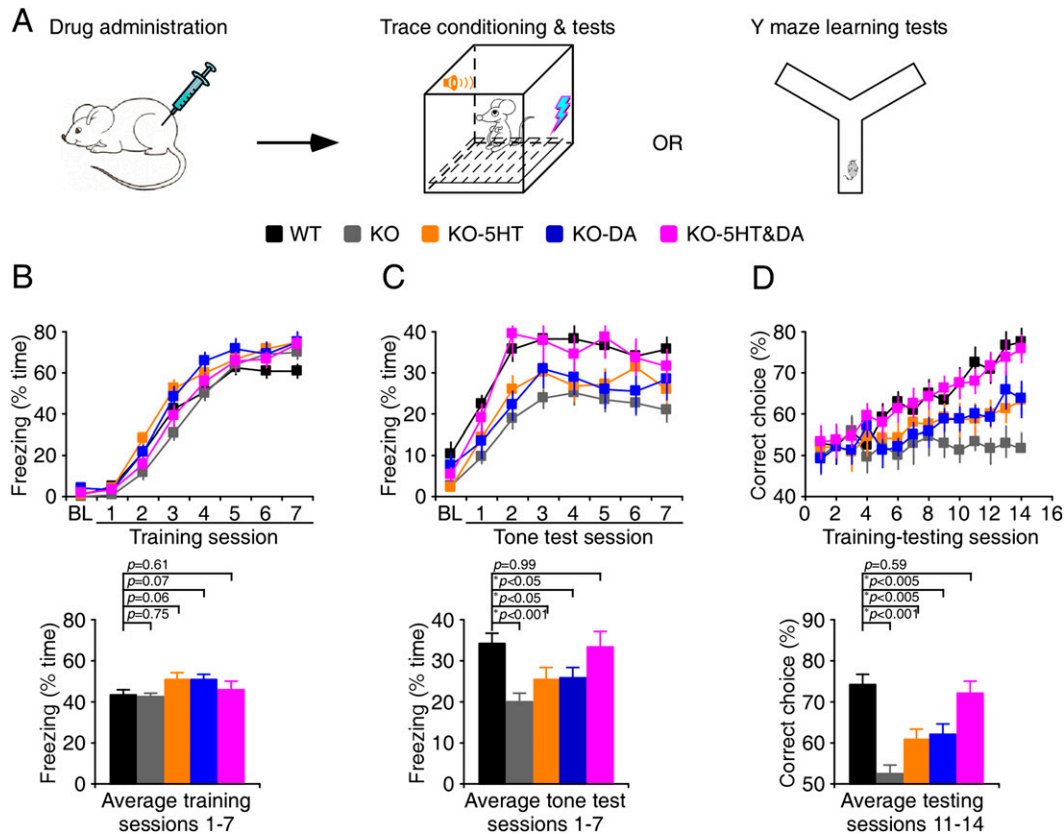 A
Drug administration
Trace conditioning & tests
Y maze learning tests
OR
WT KO KO-5HT KO-DA KO-5HT&DA
B
Freezing (% time)
80
60
40
20
0
BL 1 2 3 4 5 6 7
Training session
p=0.61
p=0.07
p=0.06
p=0.75
Freezing (% time)
80
60
40
20
0
Average training
sessions 1-7
C
Freezing (% time)
40
30
20
10
0
BL 1 2 3 4 5 6 7
Tone test session
p=0.99
*p<0.05
*p<0.05
*p<0.001
Freezing (% time)
40
30
20
10
0
Average tone test
sessions 1-7
D
Correct choice (%)
80
70
60
50
40
0 2 4 6 8 10 12 14 16
Training-testing session
p=0.59
*p<0.005
*p<0.005
*p<0.001
Correct choice (%)
90
80
70
60
50
Average testing
sessions 11-14